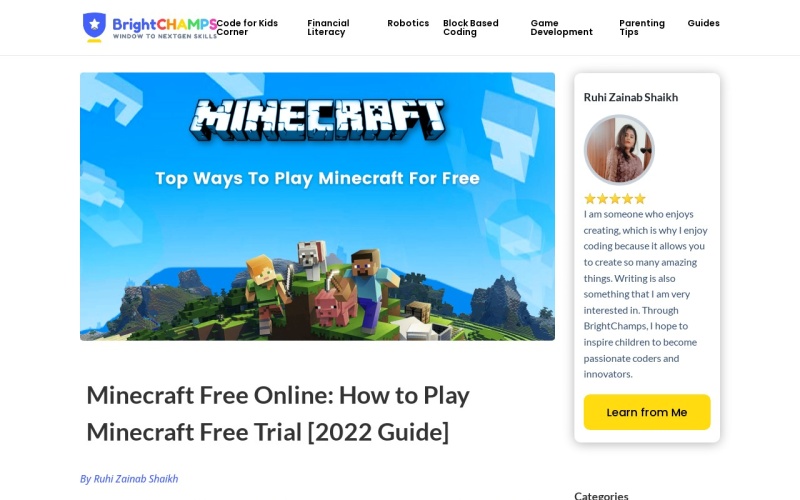 BrightCHAMPS
WINDOW TO NEXTGEN SKILLS
Code for Kids
Corner
Financial
Literacy
Robotics
Block Based
Coding
Game
Development
Parenting
Tips
Guides
MINECRAFT
Top Ways To Play Minecraft For Free
Minecraft Free Online: How to Play
Minecraft Free Trial [2022 Guide]
By Ruhi Zainab Shaikh
Ruhi Zainab Shaikh
I am someone who enjoys
creating, which is why I enjoy
coding because it allows you
to create so many amazing
things. Writing is also
something that I am very
interested in. Through
BrightChamps, I hope to
inspire children to become
passionate coders and
innovators.
Learn from Me
Categories